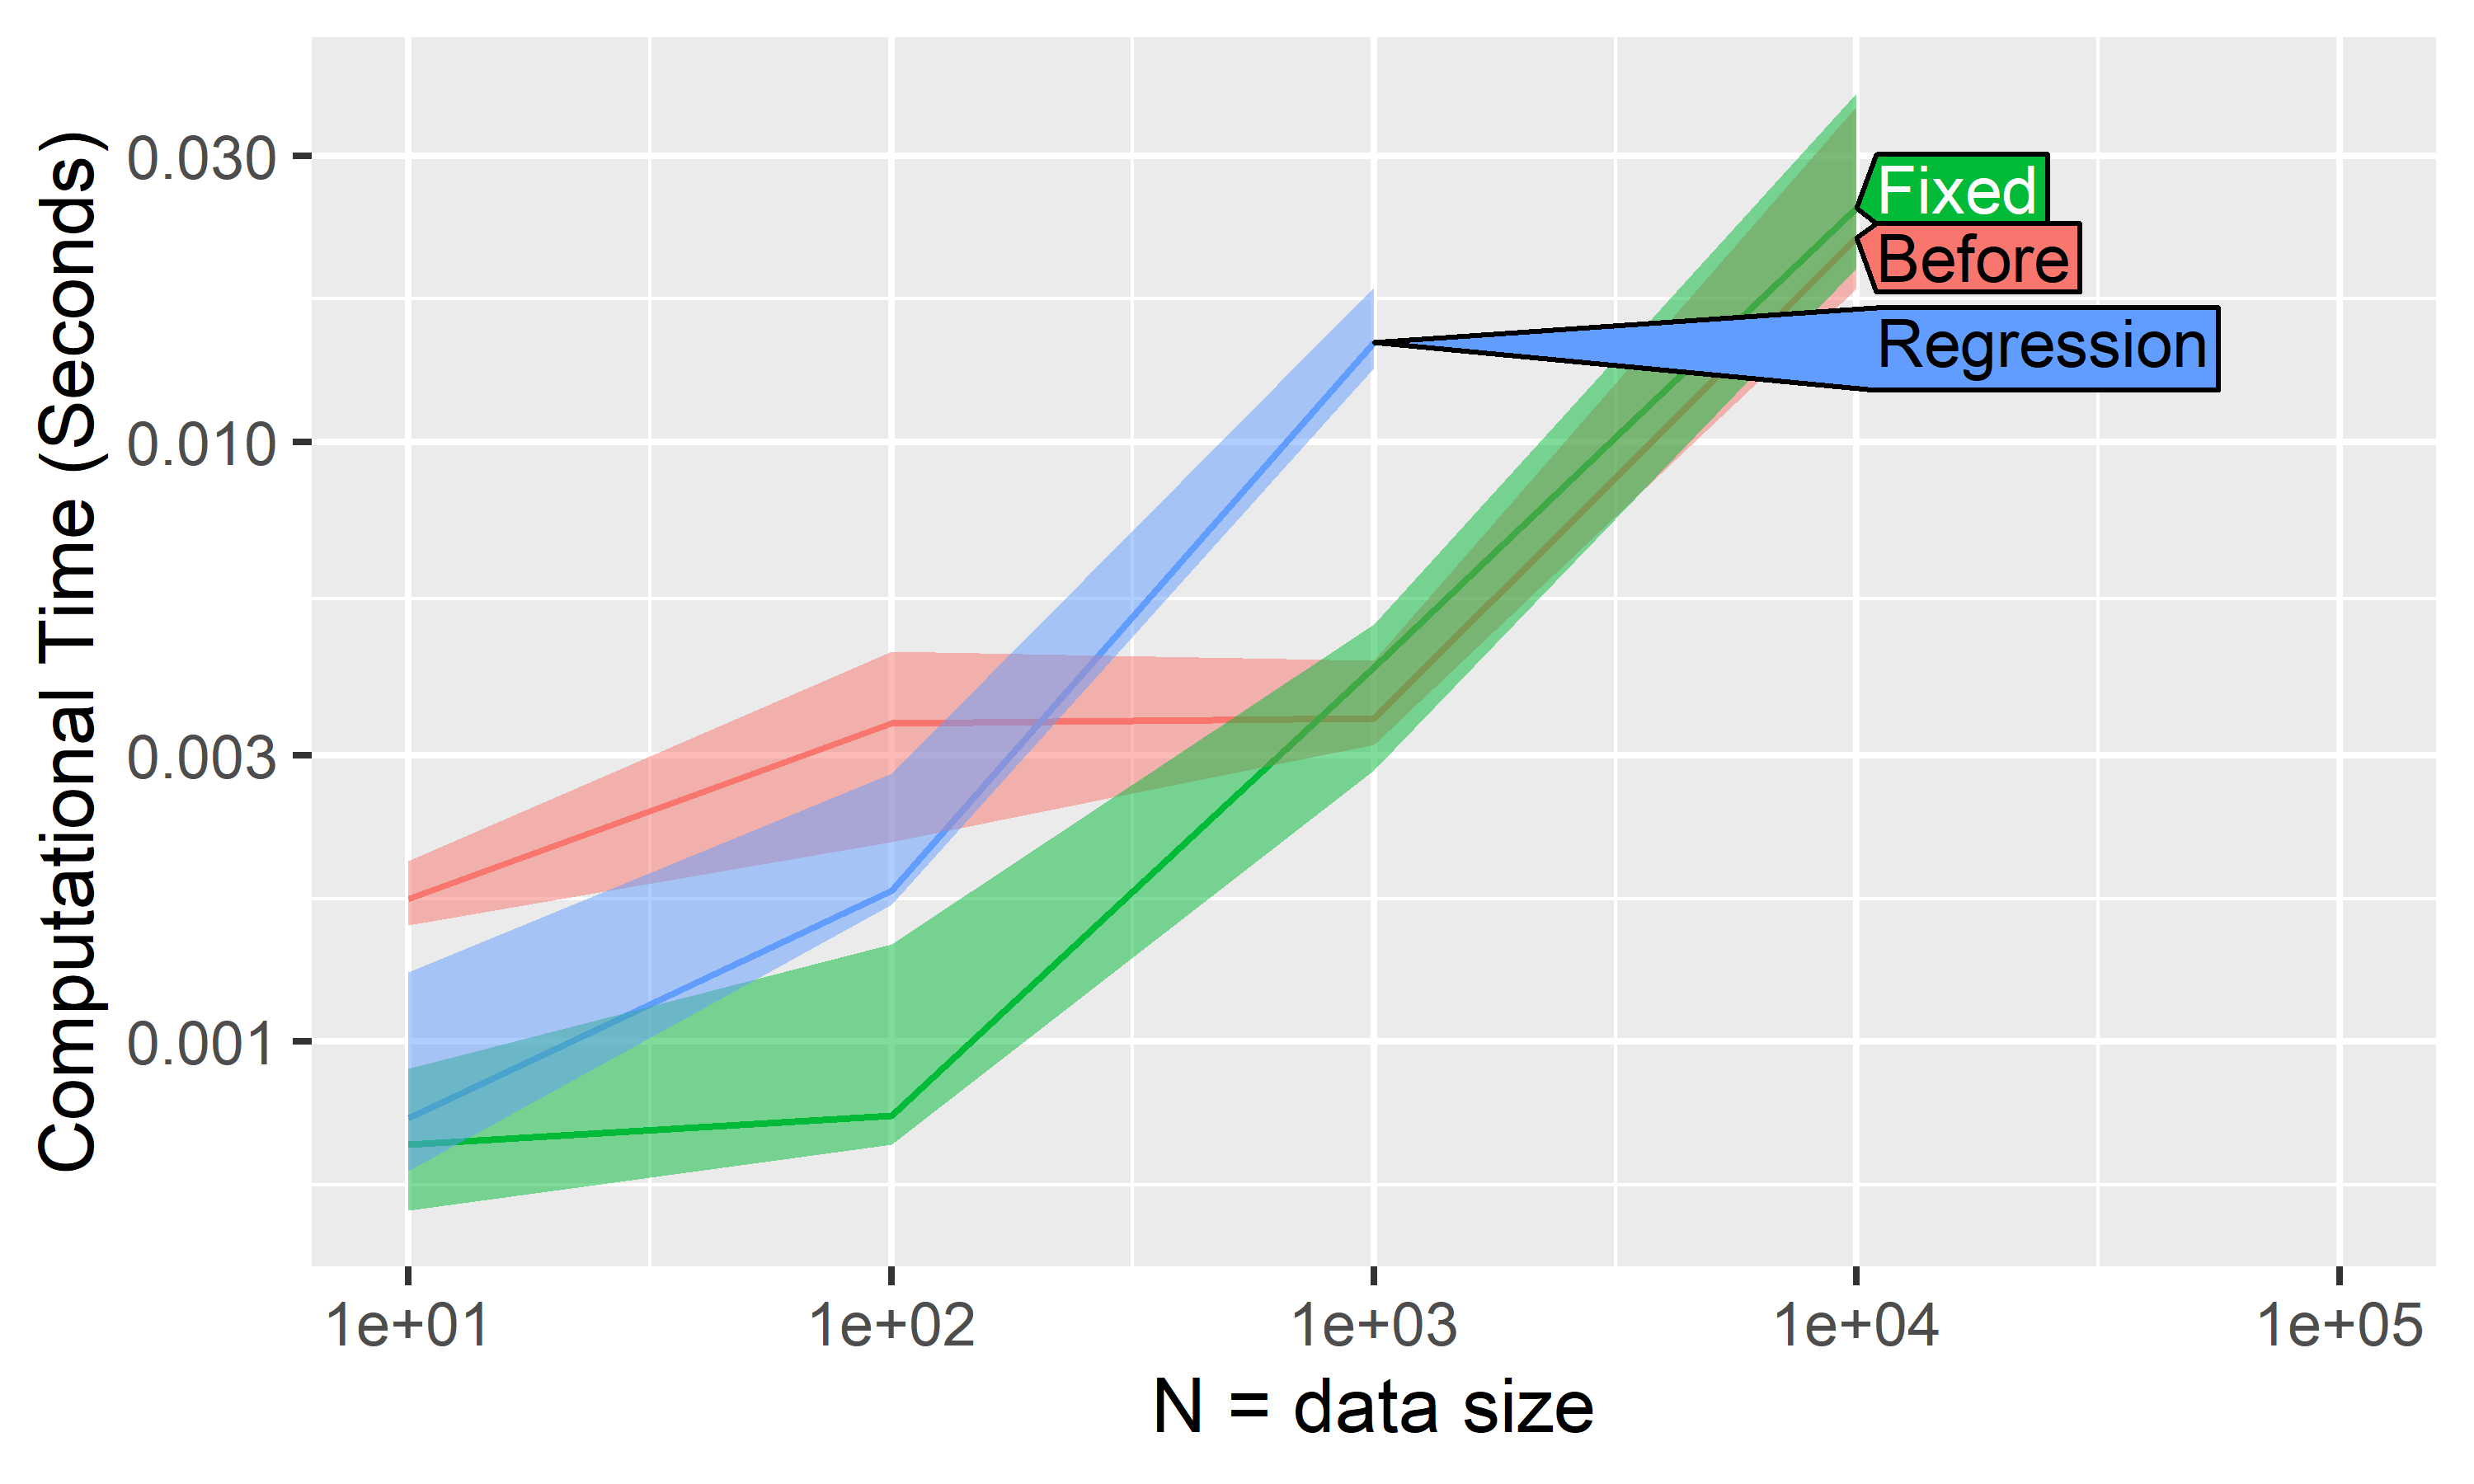 Computational Time (Seconds)
0.030
0.010
0.003
0.001
Fixed
Before
Regression
1e+01 1e+02 1e+03 1e+04 1e+05
N = data size